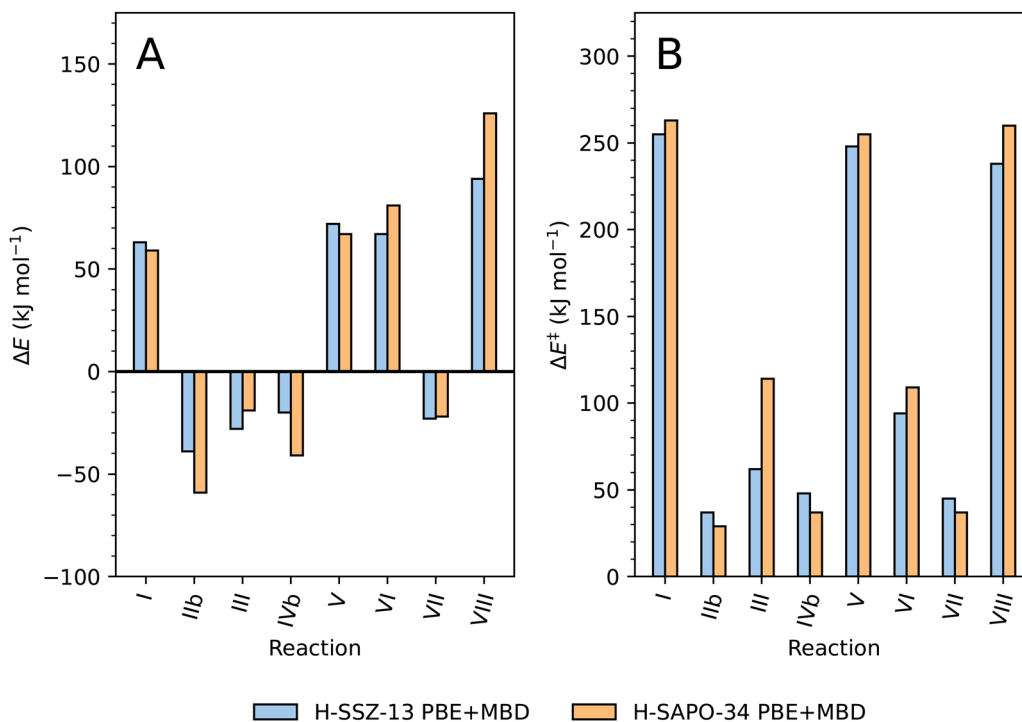 A
ΔE (kJ mol⁻¹)
150
100
50
0
−50
−100
I
IIb
III
IVb
V
VI
VII
VIII
Reaction
B
ΔE‡ (kJ mol⁻¹)
300
250
200
150
100
50
0
I
IIb
III
IVb
V
VI
VII
VIII
Reaction
H-SSZ-13 PBE+MBD
H-SAPO-34 PBE+MBD